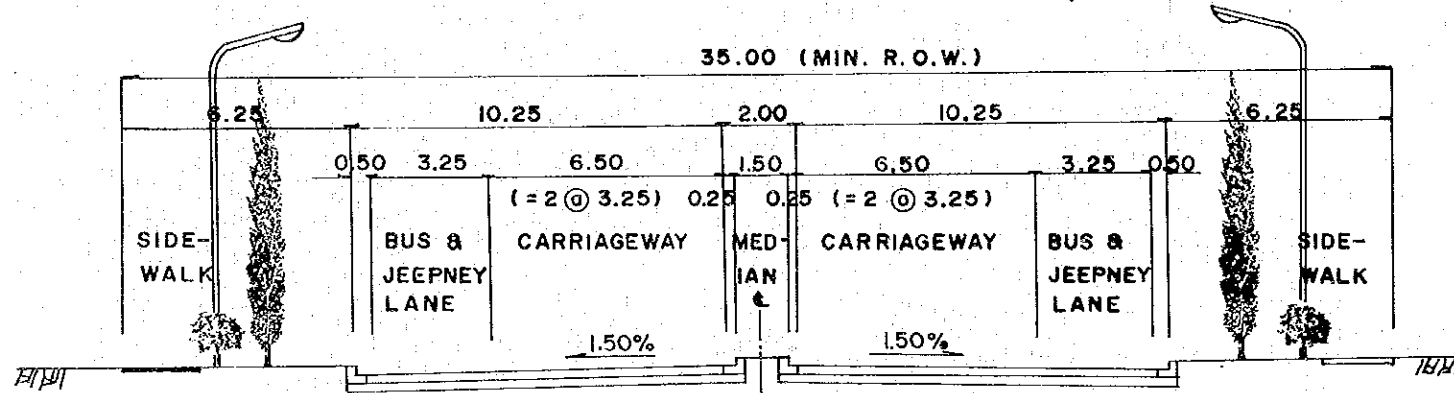 35.00 (MIN. R.O.W.)
6.25 10.25 2.00 10.25 6.25
0.50 3.25 6.50 1.50 6.50 3.25 0.50
(=2 @ 3.25) 0.25 0.25 (=2 @ 3.25)
SIDE- BUS & CARRIAGEWAY MED- CARRIAGEWAY BUS & SIDE-
WALK JEEPNEY IAN JEEPNEY WALK
LANE ℄ LANE
1.50% 1.50%